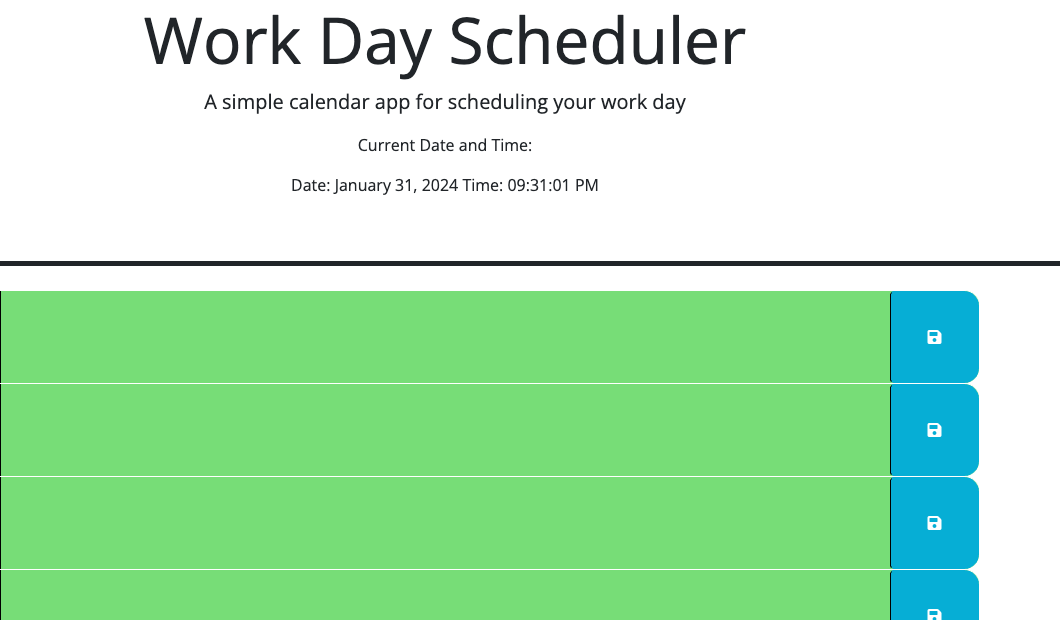 Work Day Scheduler
A simple calendar app for scheduling your work day
Current Date and Time:
Date: January 31, 2024 Time: 09:31:01 PM